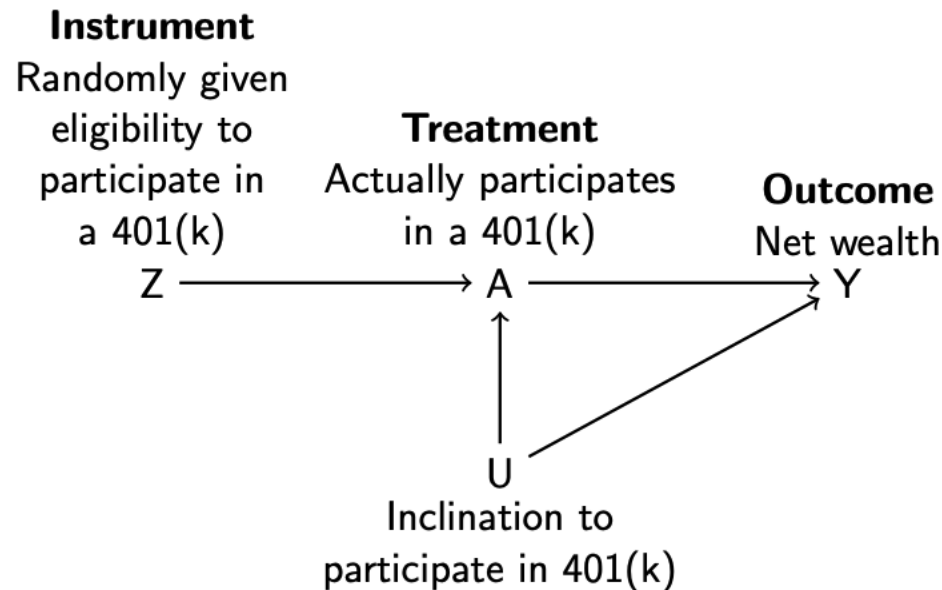 Instrument
Randomly given
eligibility to
participate in
a 401(k)
Z
Treatment
Actually participates
in a 401(k)
A
Outcome
Net wealth
Y
U
Inclination to
participate in 401(k)